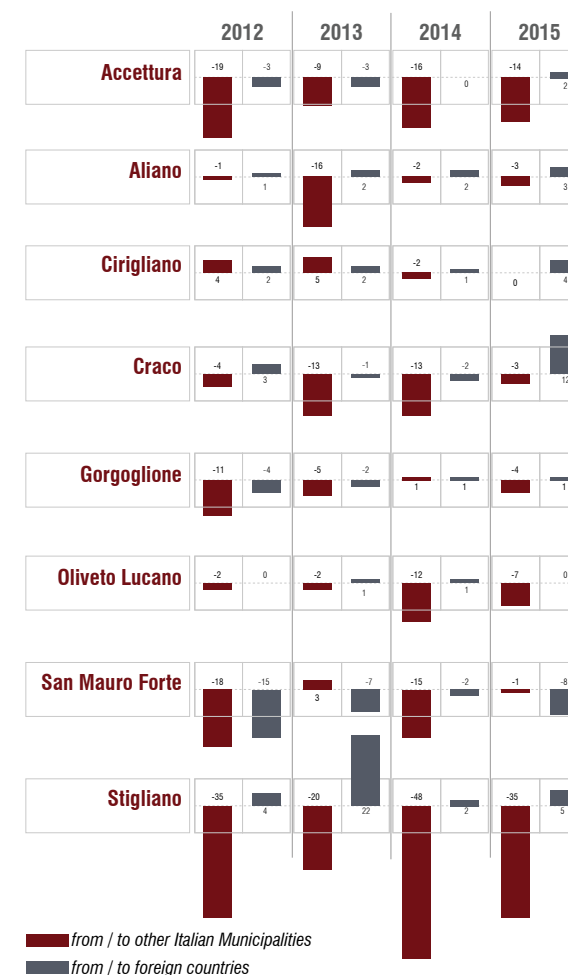 2012 2013 2014 2015
Accettura -19 -3 -9 -3 -16 0 -14 2
Aliano -1 1 -16 2 -2 2 -3 3
Cirigliano 4 2 5 2 -2 1 0 4
Craco -4 3 -13 -1 -13 -2 -3 12
Gorgoglione -11 -4 -5 -2 1 1 -4 1
Oliveto Lucano -2 0 -2 1 -12 1 -7 0
San Mauro Forte -18 -15 3 -7 -15 -2 -1 -8
Stigliano -35 4 -20 22 -48 2 -35 5
from / to other Italian Municipalities
from / to foreign countries